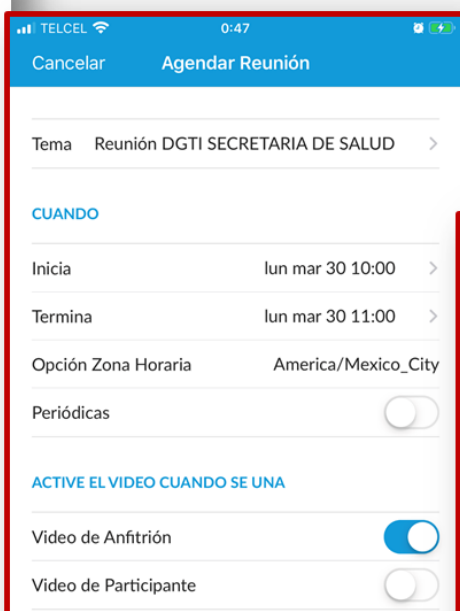 TELCEL 0:47
Cancelar Agendar Reunión
Tema Reunión DGTI SECRETARIA DE SALUD
CUANDO
Inicia lun mar 30 10:00
Termina lun mar 30 11:00
Opción Zona Horaria America/Mexico_City
Periódicas
ACTIVE EL VIDEO CUANDO SE UNA
Video de Anfitrión
Video de Participante